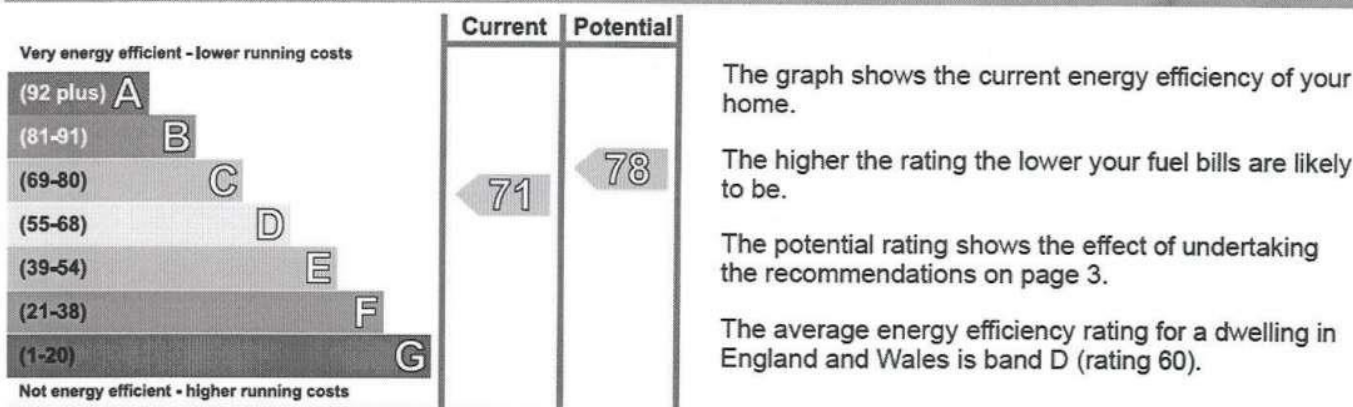 Current Potential
Very energy efficient - lower running costs
(92 plus) A
(81-91) B
(69-80) C
(55-68) D
(39-54) E
(21-38) F
(1-20) G
Not energy efficient - higher running costs
71
78
The graph shows the current energy efficiency of your
home.
The higher the rating the lower your fuel bills are likely
to be.
The potential rating shows the effect of undertaking
the recommendations on page 3.
The average energy efficiency rating for a dwelling in
England and Wales is band D (rating 60).